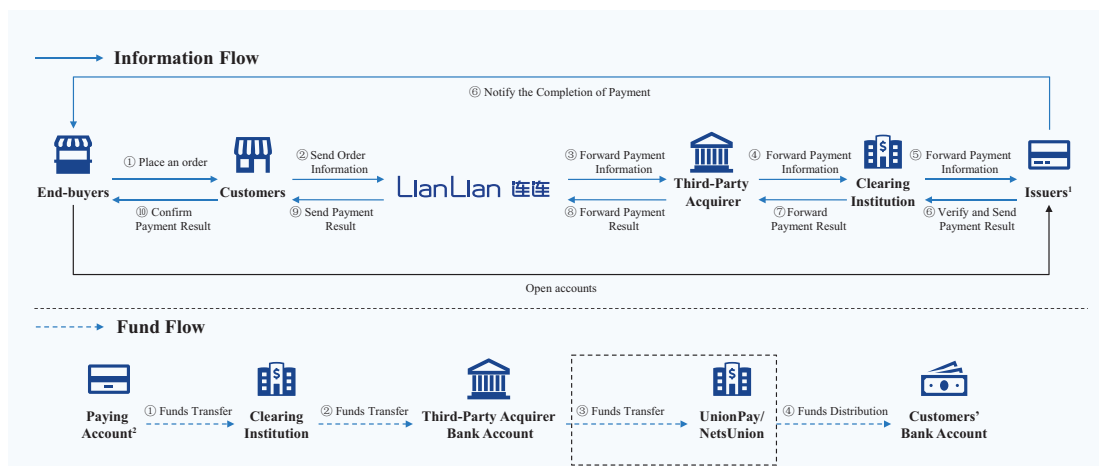 Information Flow
⑥ Notify the Completion of Payment
① Place an order
② Send Order
Information
③ Forward Payment
Information
④ Forward Payment
Information
⑤ Forward Payment
Information
End-buyers
Customers
LianLian 连连
Third-Party
Acquirer
Clearing
Institution
Issuers¹
⑩ Confirm
Payment Result
⑨ Send Payment
Result
⑧ Forward Payment
Result
⑦ Forward
Payment Result
⑥ Verify and Send
Payment Result
Open accounts
Fund Flow
Paying
Account²
① Funds Transfer
Clearing
Institution
② Funds Transfer
Third-Party Acquirer
Bank Account
③ Funds Transfer
UnionPay/
NetsUnion
④ Funds Distribution
Customers’
Bank Account